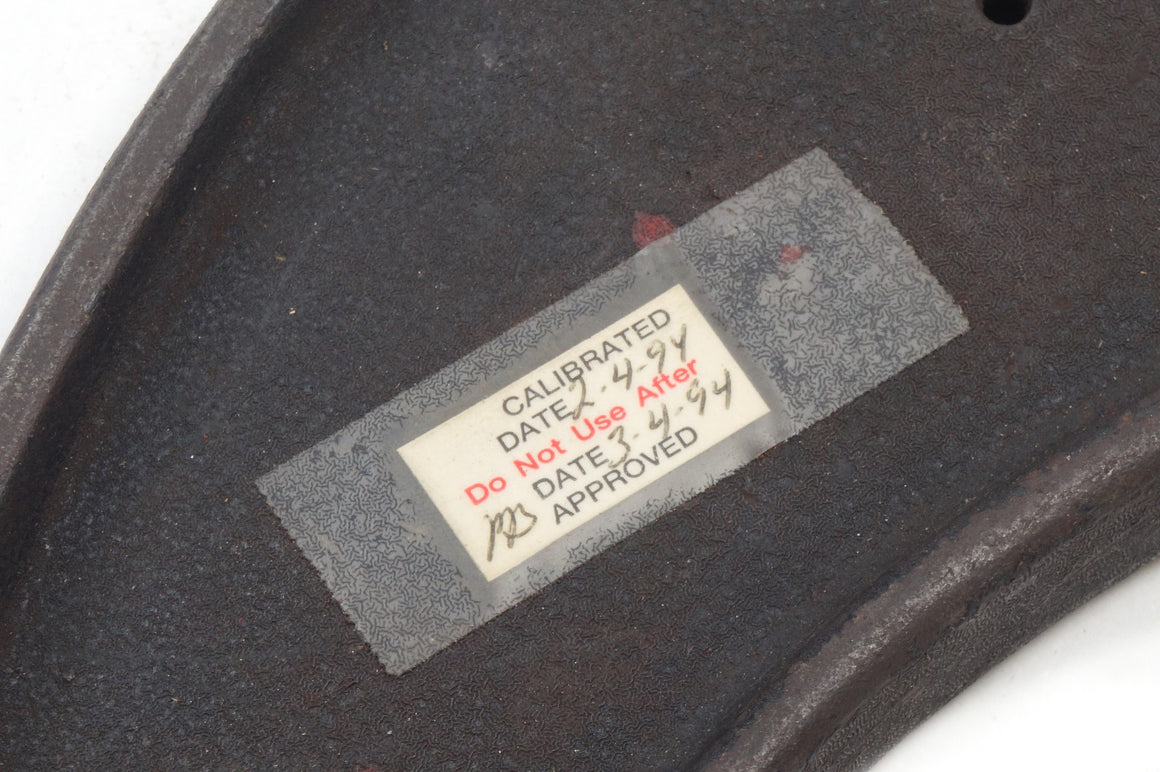 CALIBRATED
DATE 2-4-94
Do Not Use After
DATE 3-4-94
APPROVED